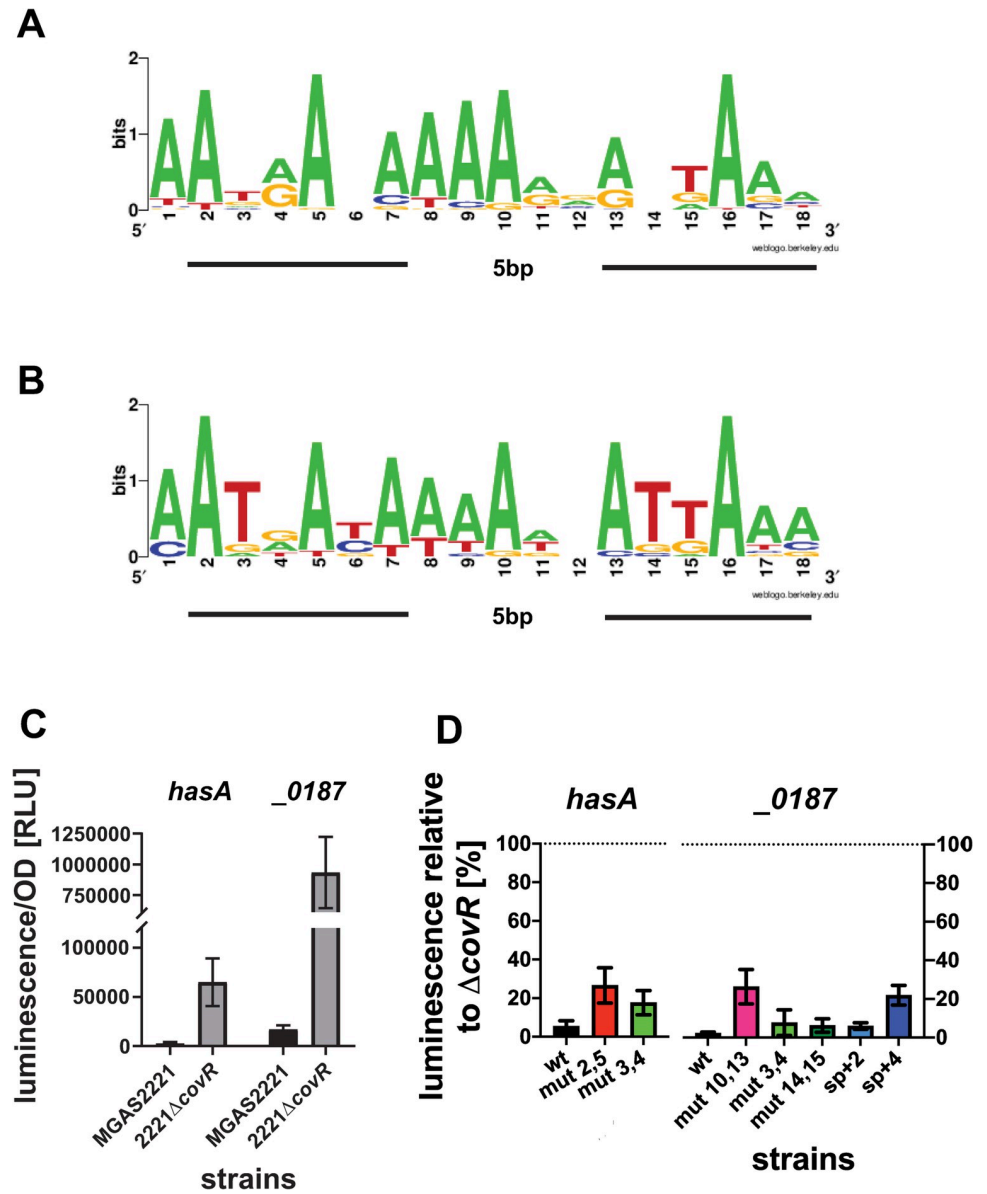 A
2
bits
1
0
5′ 1 2 3 4 5 6 7 8 9 10 11 12 13 14 15 16 17 18 3′
weblogo.berkeley.edu
5bp
B
2
bits
1
0
5′ 1 2 3 4 5 6 7 8 9 10 11 12 13 14 15 16 17 18 3′
weblogo.berkeley.edu
5bp
C
hasA _0187
luminescence/OD [RLU]
1250000
1000000
750000
100000
50000
0
MGAS2221 2221ΔcovR MGAS2221 2221ΔcovR
strains
D
hasA _0187
luminescence relative
to ΔcovR [%]
100 100
80 80
60 60
40 40
20 20
0 0
wt mut 2,5 mut 3,4 wt mut 10,13 mut 3,4 mut 14,15 sp+2 sp+4
strains